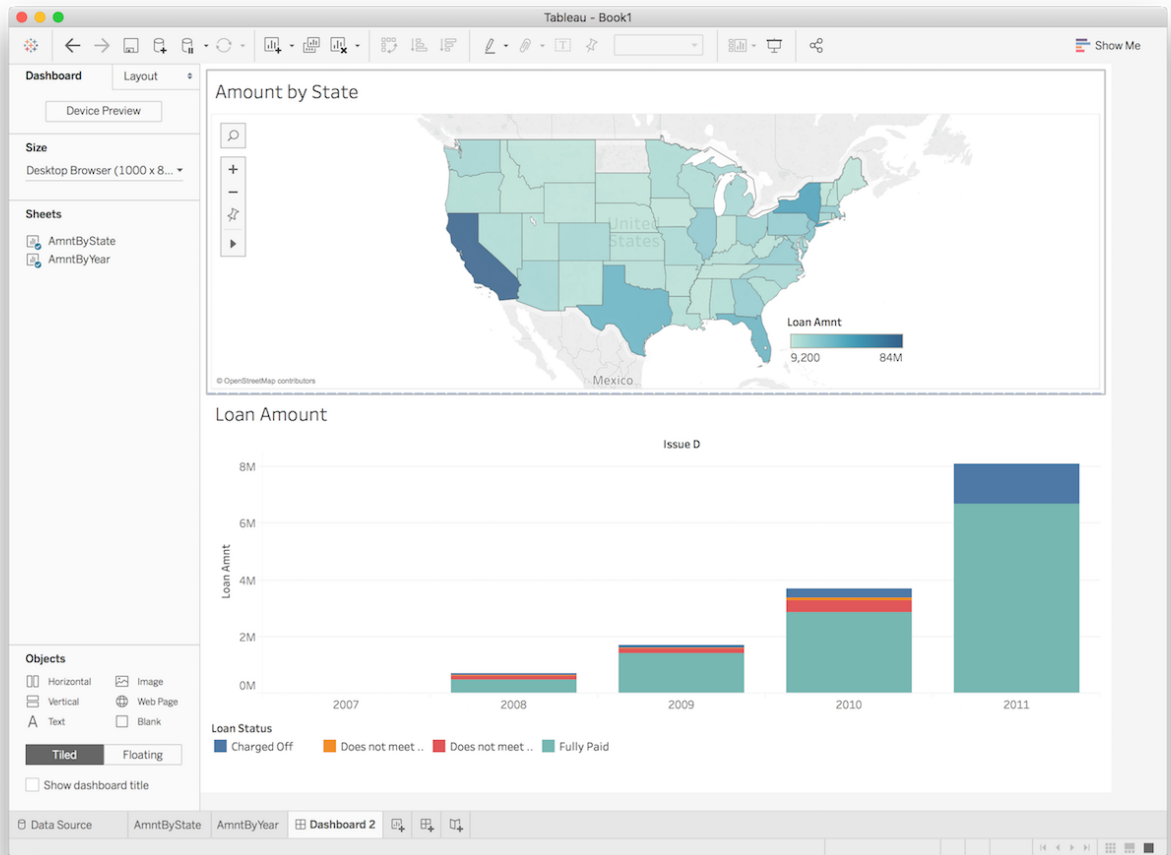 Tableau - Book1
Show Me
Dashboard
Layout
Device Preview
Size
Desktop Browser (1000 x 8...
Sheets
AmntByState
AmntByYear
Objects
Horizontal
Image
Vertical
Web Page
A Text
Blank
Tiled
Floating
Show dashboard title
Amount by State
United
States
Mexico
Loan Amnt
9,200
84M
© OpenStreetMap contributors
Loan Amount
Issue D
8M
6M
4M
2M
0M
Loan Amnt
2007
2008
2009
2010
2011
Loan Status
Charged Off
Does not meet ..
Does not meet ..
Fully Paid
Data Source
AmntByState
AmntByYear
Dashboard 2